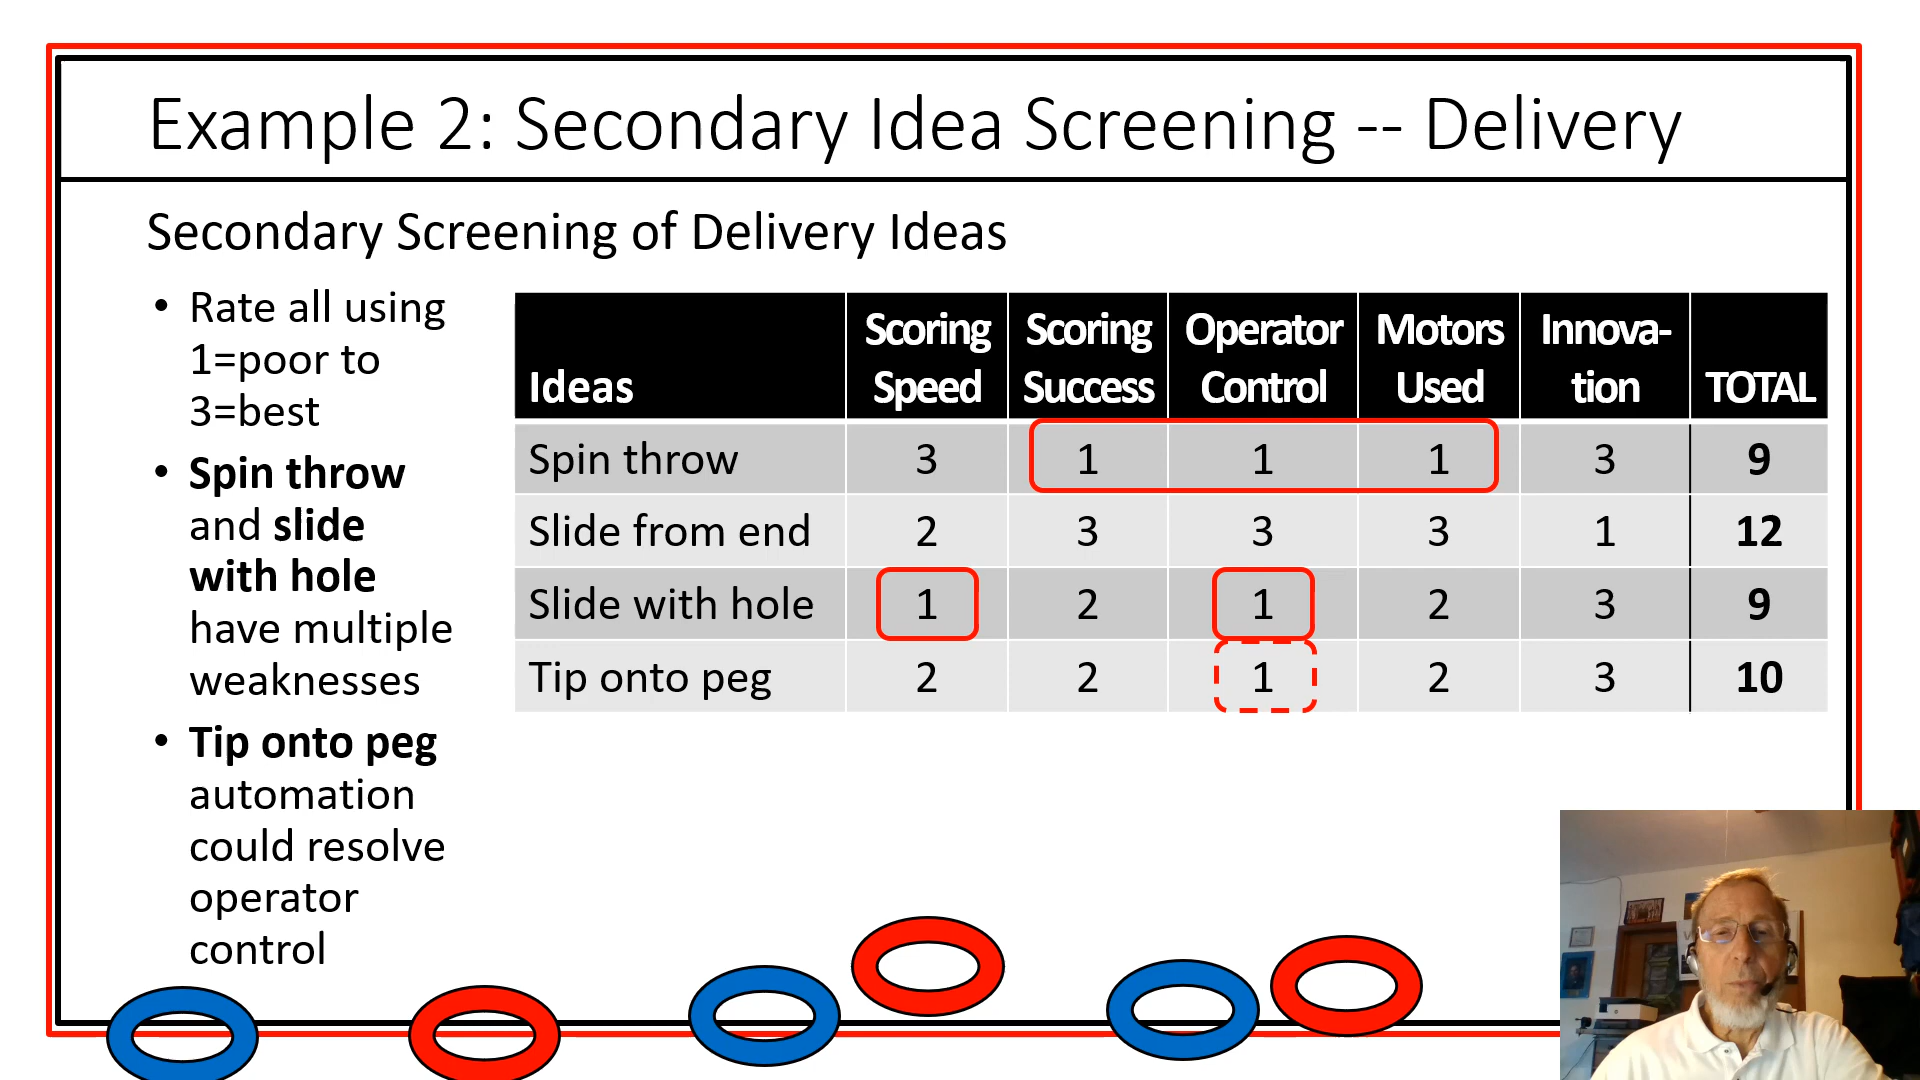 Example 2: Secondary Idea Screening -- Delivery
Secondary Screening of Delivery Ideas
• Rate all using
1=poor to
3=best
• Spin throw
and slide
with hole
have multiple
weaknesses
• Tip onto peg
automation
could resolve
operator
control
Ideas Scoring Speed Scoring Success Operator Control Motors Used Innova-tion TOTAL
Spin throw 3 1 1 1 3 9
Slide from end 2 3 3 3 1 12
Slide with hole 1 2 1 2 3 9
Tip onto peg 2 2 1 2 3 10